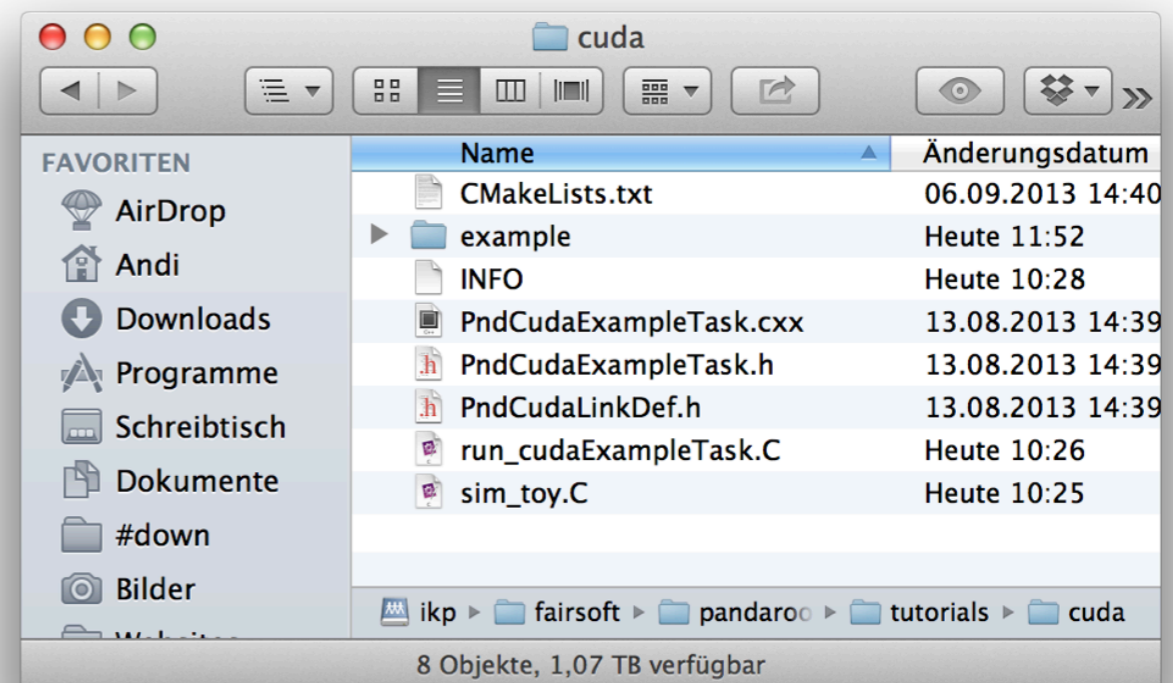 cuda
FAVORITEN
AirDrop
Andi
Downloads
Programme
Schreibtisch
Dokumente
#down
Bilder
Name Änderungsdatum
CMakeLists.txt 06.09.2013 14:40
example Heute 11:52
INFO Heute 10:28
PndCudaExampleTask.cxx 13.08.2013 14:39
PndCudaExampleTask.h 13.08.2013 14:39
PndCudaLinkDef.h 13.08.2013 14:39
run_cudaExampleTask.C Heute 10:26
sim_toy.C Heute 10:25
ikp fairsoft pandaroo tutorials cuda
8 Objekte, 1,07 TB verfügbar